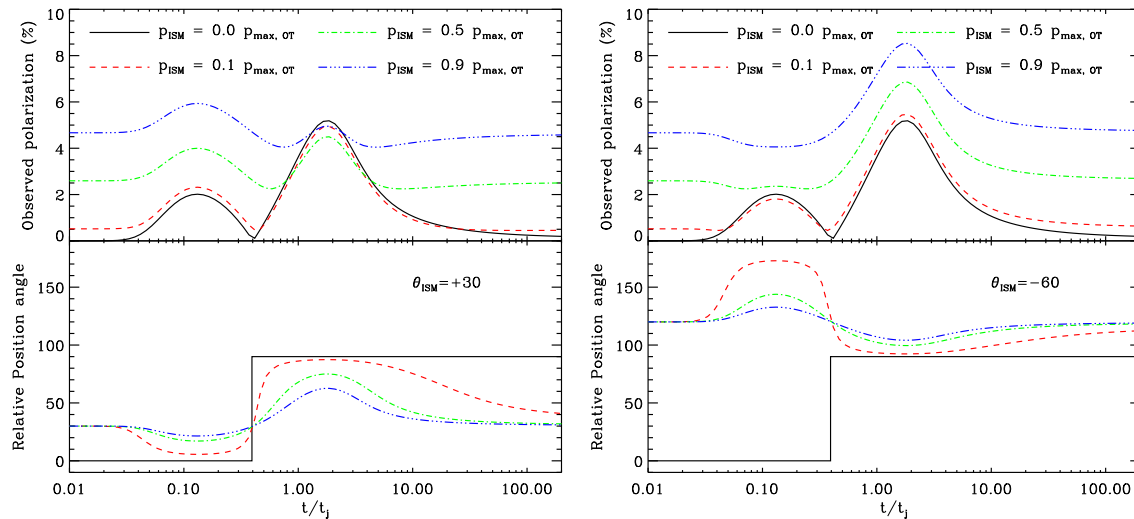 Observed polarization (%)
10
8
6
4
2
0
p_ISM = 0.0 p_max, OT
p_ISM = 0.5 p_max, OT
p_ISM = 0.1 p_max, OT
p_ISM = 0.9 p_max, OT
Relative Position angle
150
100
50
0
θ_ISM=+30
0.01
0.10
1.00
10.00
100.00
t/t_j
Observed polarization (%)
10
8
6
4
2
0
p_ISM = 0.0 p_max, OT
p_ISM = 0.5 p_max, OT
p_ISM = 0.1 p_max, OT
p_ISM = 0.9 p_max, OT
Relative Position angle
150
100
50
0
θ_ISM=−60
0.01
0.10
1.00
10.00
100.00
t/t_j